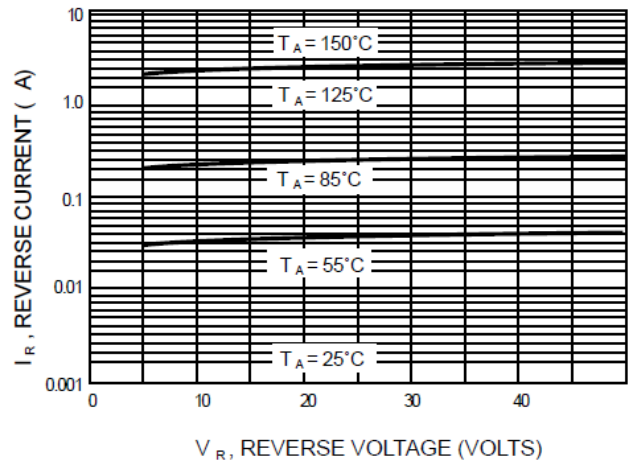 10
1.0
0.1
0.01
0.001
I R , REVERSE CURRENT ( A)
T A = 150°C
T A = 125°C
T A = 85°C
T A = 55°C
T A = 25°C
0
10
20
30
40
V R , REVERSE VOLTAGE (VOLTS)